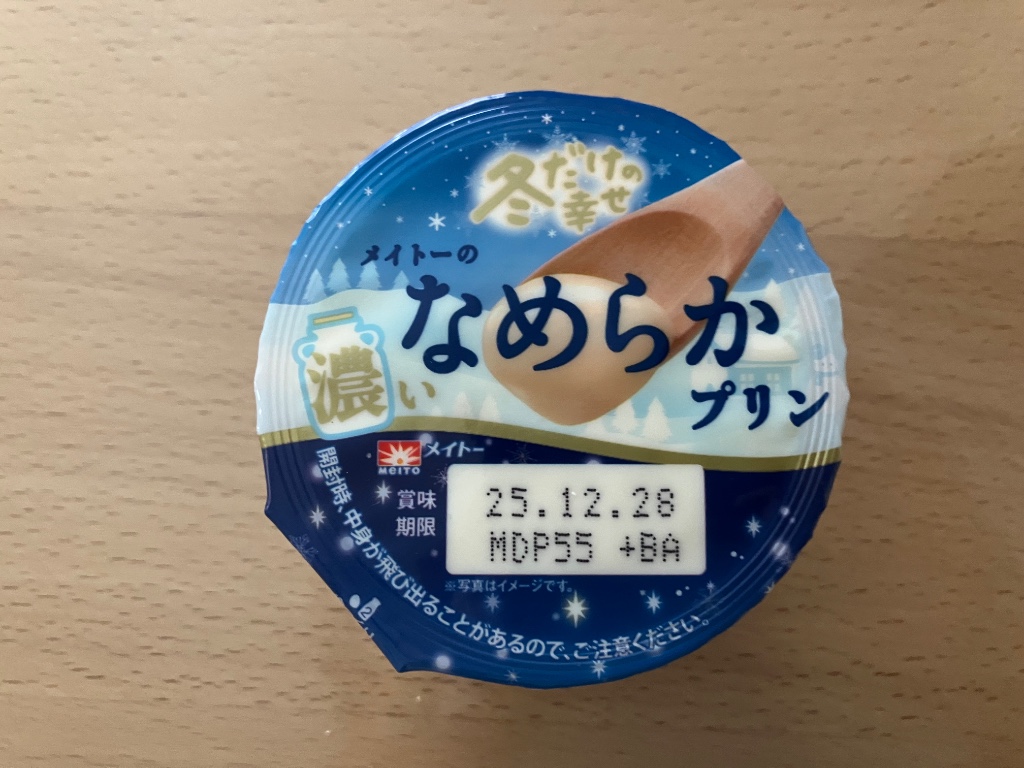 冬だけの
幸せ
メイトーの
なめらか
プリン
濃い
メイトー
MEITO
賞味
期限
25.12.28
MDP55 +BA
※写真はイメージです。
開封時、中身が飛び出ることがあるので、ご注意ください。
2